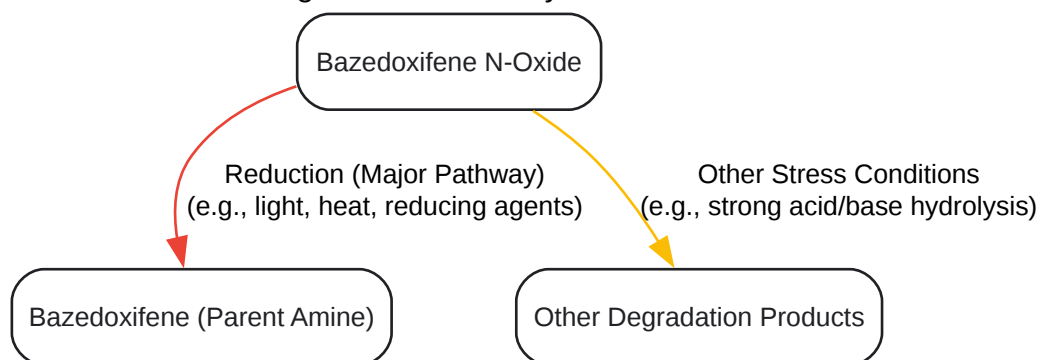 Bazedoxifene N-Oxide
Reduction (Major Pathway)
(e.g., light, heat, reducing agents)
Other Stress Conditions
(e.g., strong acid/base hydrolysis)
Bazedoxifene (Parent Amine)
Other Degradation Products